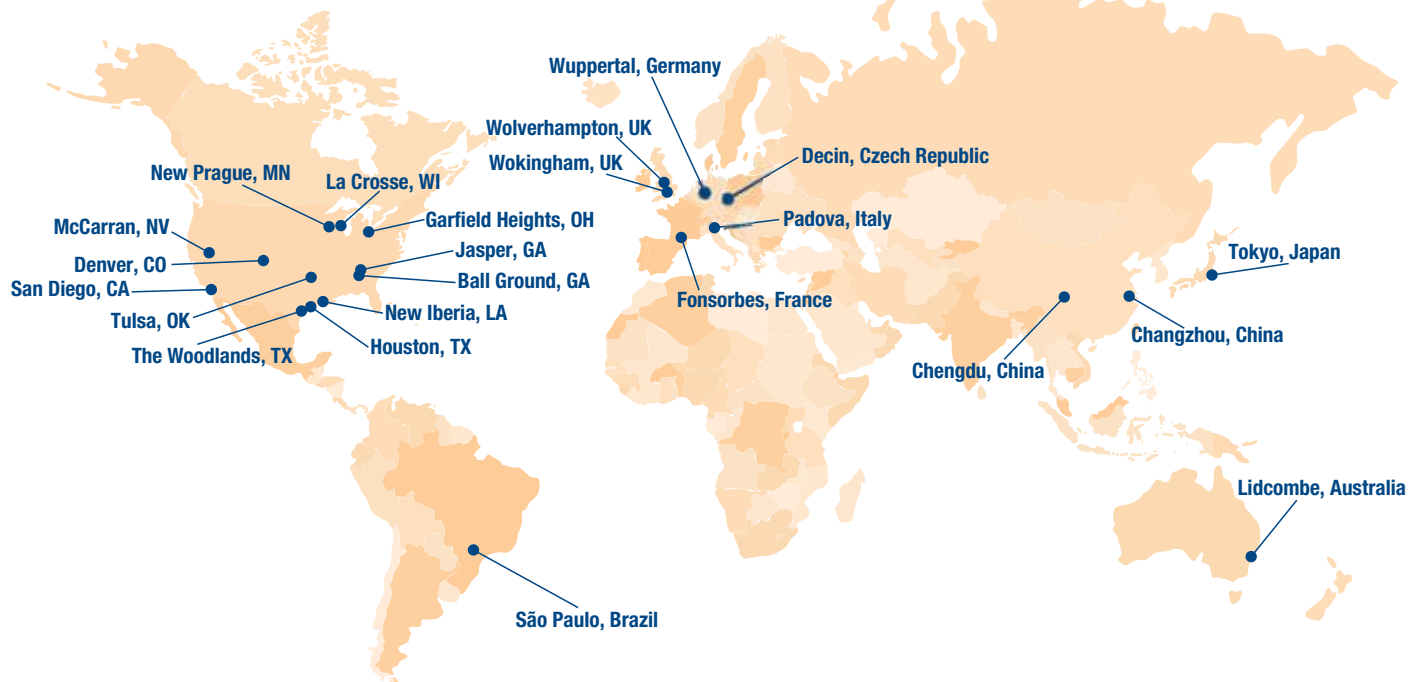 Wuppertal, Germany
Wolverhampton, UK
Wokingham, UK
Decin, Czech Republic
New Prague, MN
La Crosse, WI
Garfield Heights, OH
Padova, Italy
McCarran, NV
Jasper, GA
Tokyo, Japan
Denver, CO
Ball Ground, GA
San Diego, CA
Fonsorbes, France
New Iberia, LA
Tulsa, OK
Changzhou, China
Houston, TX
The Woodlands, TX
Chengdu, China
Lidcombe, Australia
São Paulo, Brazil